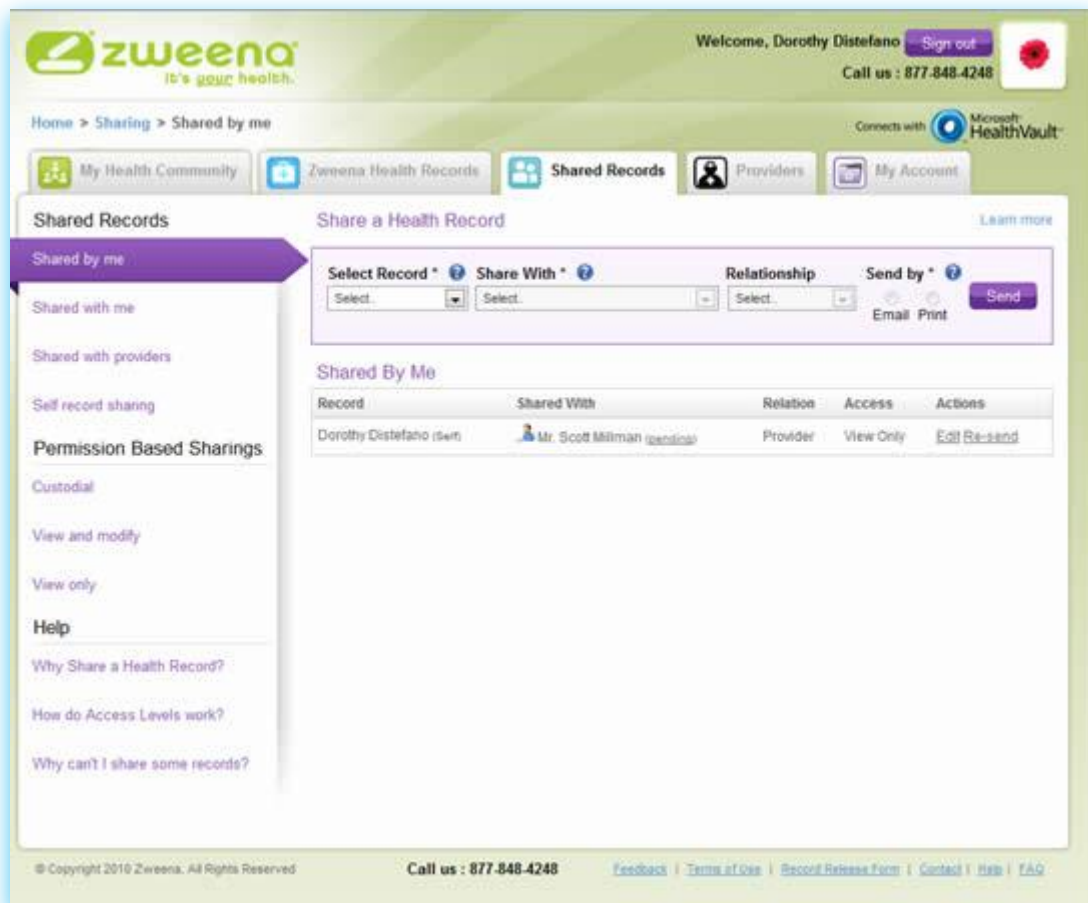 zweena
it's your health.
Welcome, Dorothy Distefano Sign out
Call us : 877-848-4248
Home > Sharing > Shared by me
Connects with Microsoft HealthVault
My Health Community
Zweena Health Records
Shared Records
Providers
My Account
Shared Records
Shared by me
Shared with me
Shared with providers
Self record sharing
Permission Based Sharings
Custodial
View and modify
View only
Help
Why Share a Health Record?
How do Access Levels work?
Why can't I share some records?
Share a Health Record Learn more
Select Record * ? Share With * ? Relationship Send by * ?
Select.. Select.. Select.. Email Print Send
Shared By Me
Record Shared With Relation Access Actions
Dorothy Distefano (Self) Mr. Scott Millman (pending) Provider View Only Edit Re-send
© Copyright 2010 Zweena. All Rights Reserved Call us : 877-848-4248 Feedback | Terms of Use | Record Release Form | Contact | Help | FAQ